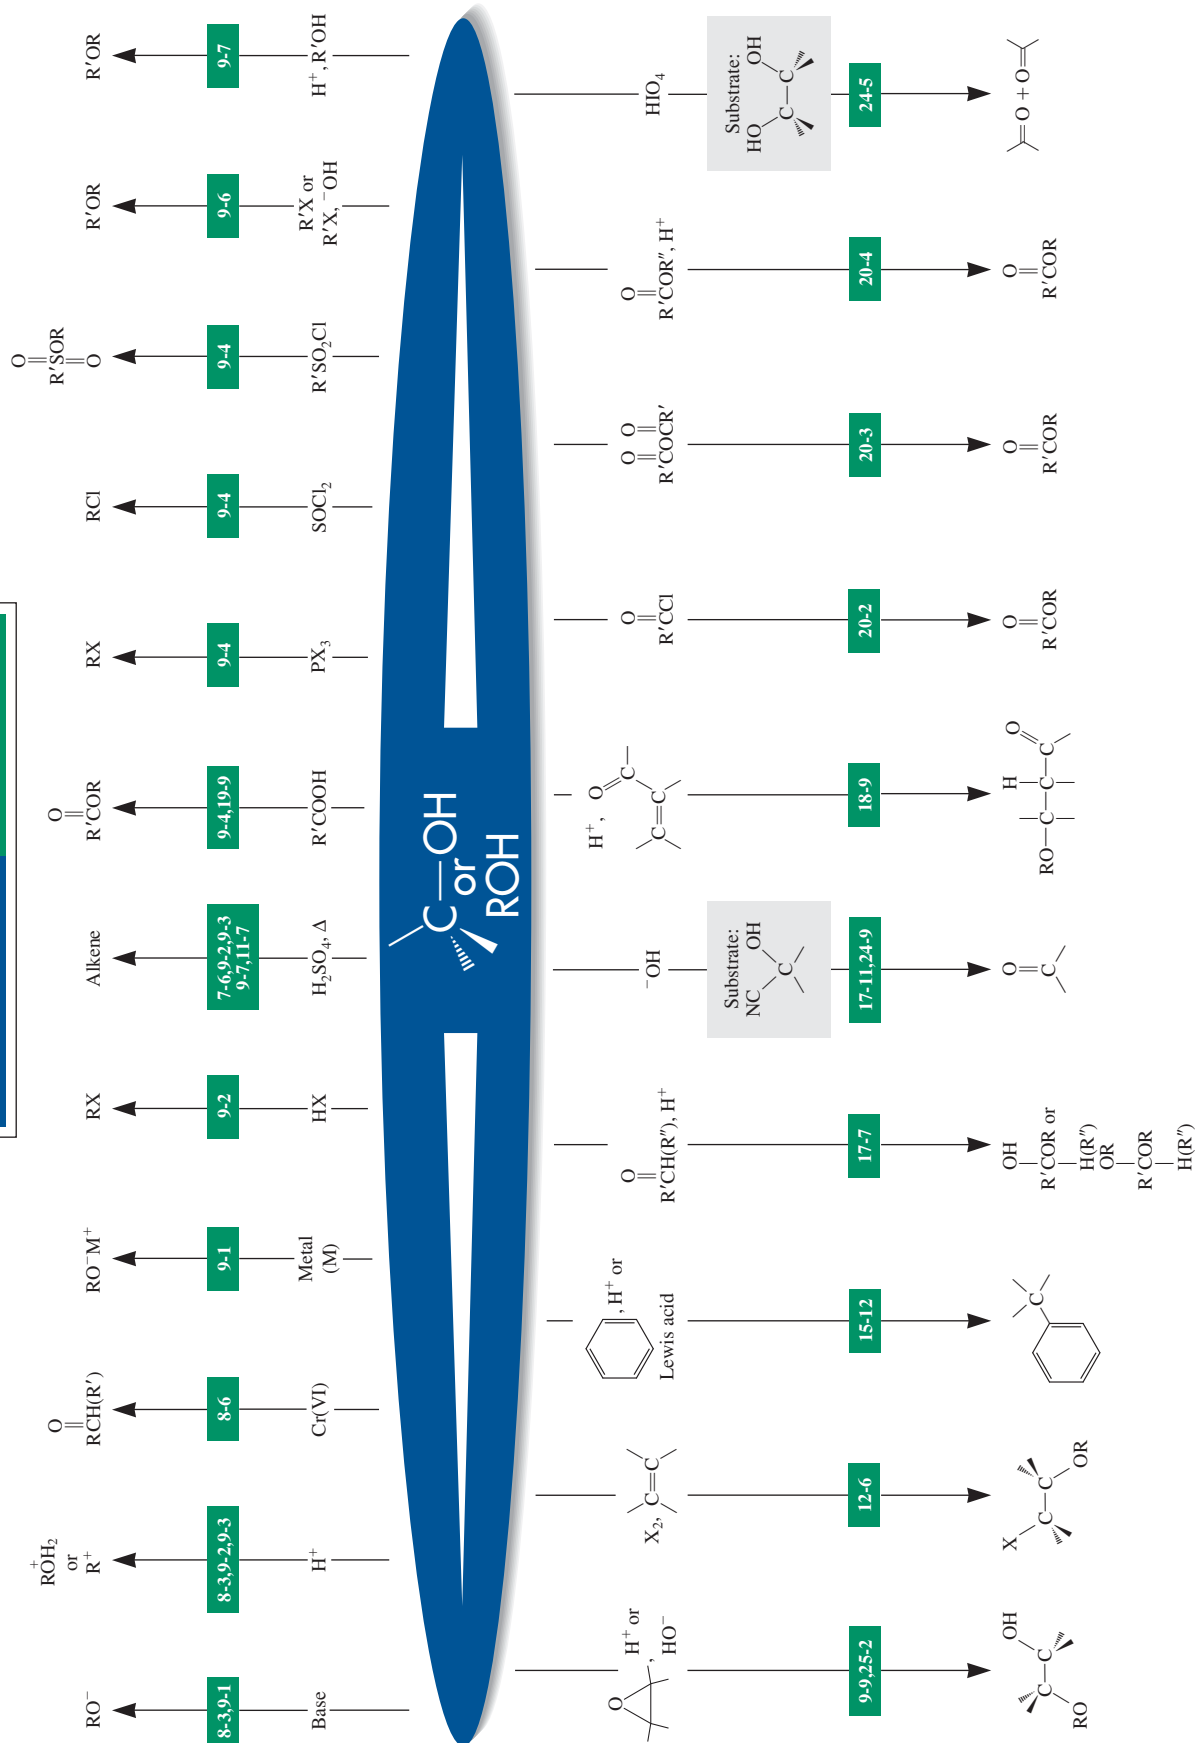 RO⁻
8-3,9-1
Base
R⁺OH₂
or
R⁺
8-3,9-2,9-3
H⁺
O
RCH(R′)
8-6
Cr(VI)
RO⁻M⁺
9-1
Metal
(M)
RX
9-2
HX
Alkene
7-6,9-2,9-3
9-7,11-7
H₂SO₄, Δ
O
R′COR
9-4,19-9
R′COOH
RX
9-4
PX₃
RCl
9-4
SOCl₂
O
R′SOR
O
9-4
R′SO₂Cl
R′OR
9-6
R′X or
R′X, ⁻OH
R′OR
9-7
H⁺, R′OH
C—OH
or
ROH
O
, H⁺ or
HO⁻
9-9,25-2
OH
C—C
RO
X₂, C=C
12-6
X
C—C
OR
, H⁺ or
Lewis acid
15-12
C
O
R′CH(R″), H⁺
17-7
OH
R′COR or
H(R″)
OR
R′COR
H(R″)
⁻OH
Substrate:
NC
OH
C
17-11,24-9
O
C
H⁺,
O
C
C=C
18-9
H
O
RO—C—C—C
O
R′CCl
20-2
O
R′COR
O O
R′COCR′
20-3
O
R′COR
O
R′COR″, H⁺
20-4
O
R′COR
HIO₄
Substrate:
HO
OH
C—C
24-5
=O + O=